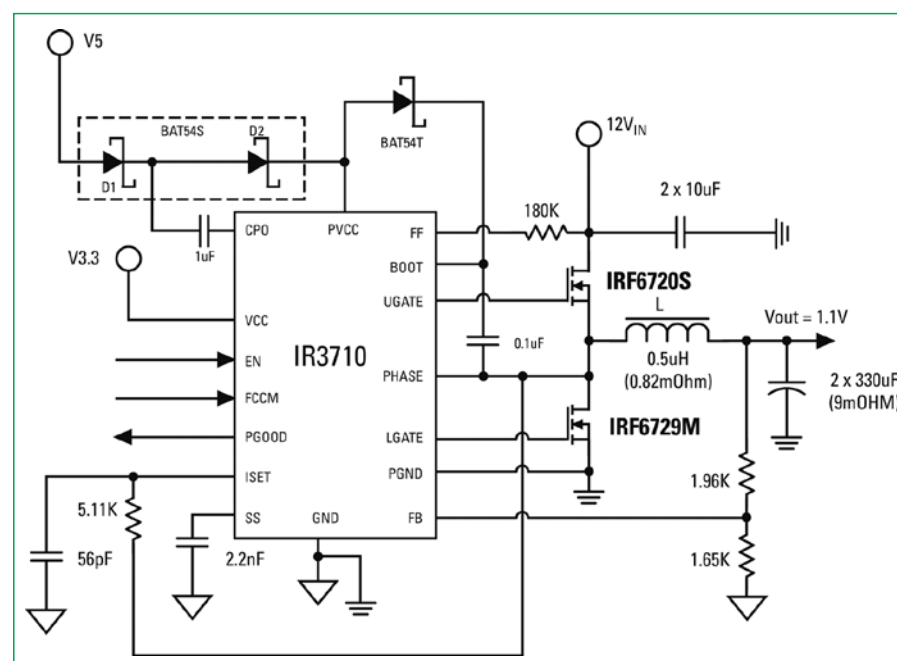 V5
BAT54S
D1
D2
BAT54T
12VIN
2 x 10uF
180K
1uF
CPO
PVCC
FF
V3.3
BOOT
IRF6720S
UGATE
L
Vout = 1.1V
VCC
0.1uF
IR3710
0.5uH
(0.82mOhm)
EN
PHASE
2 x 330uF
(9mOHM)
FCCM
IRF6729M
PGOOD
LGATE
ISET
PGND
5.11K
1.96K
SS
GND
FB
56pF
2.2nF
1.65K